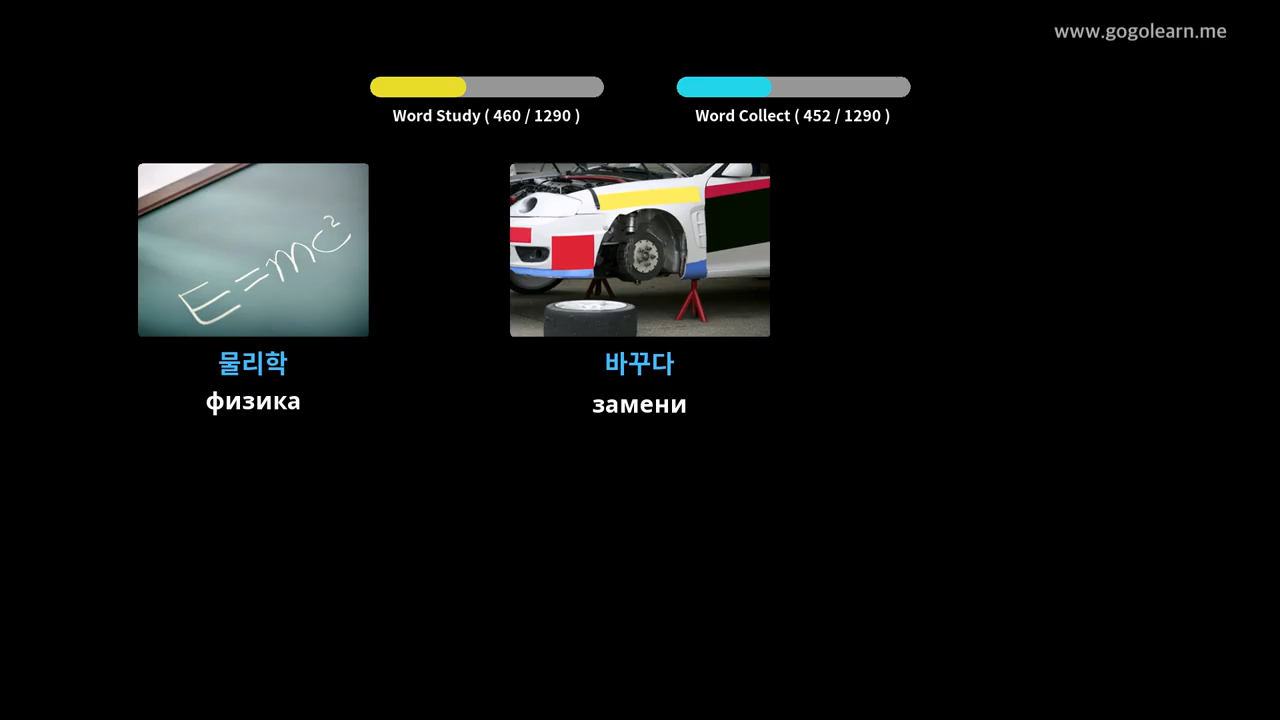 www.gogolearn.me
Word Study ( 460 / 1290 )
Word Collect ( 452 / 1290 )
E=mc²
물리학
바꾸다
физика
замени